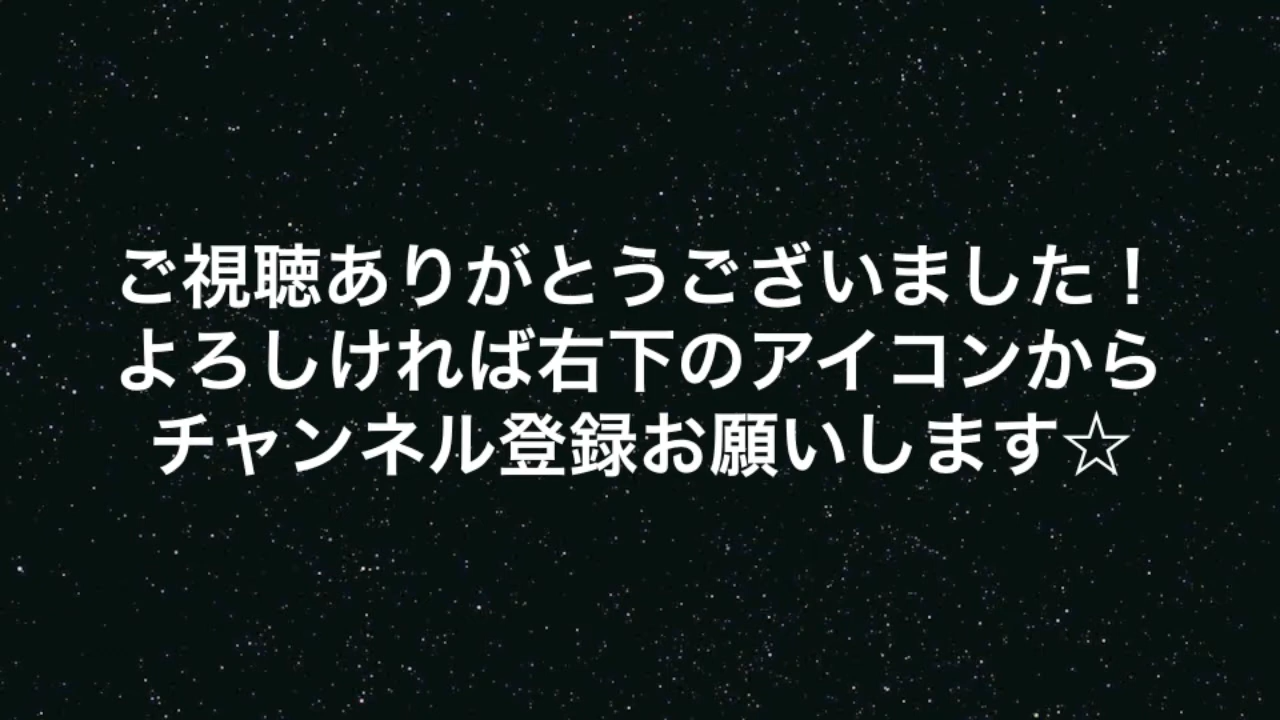 ご視聴ありがとうございました！
よろしければ右下のアイコンから
チャンネル登録お願いします☆